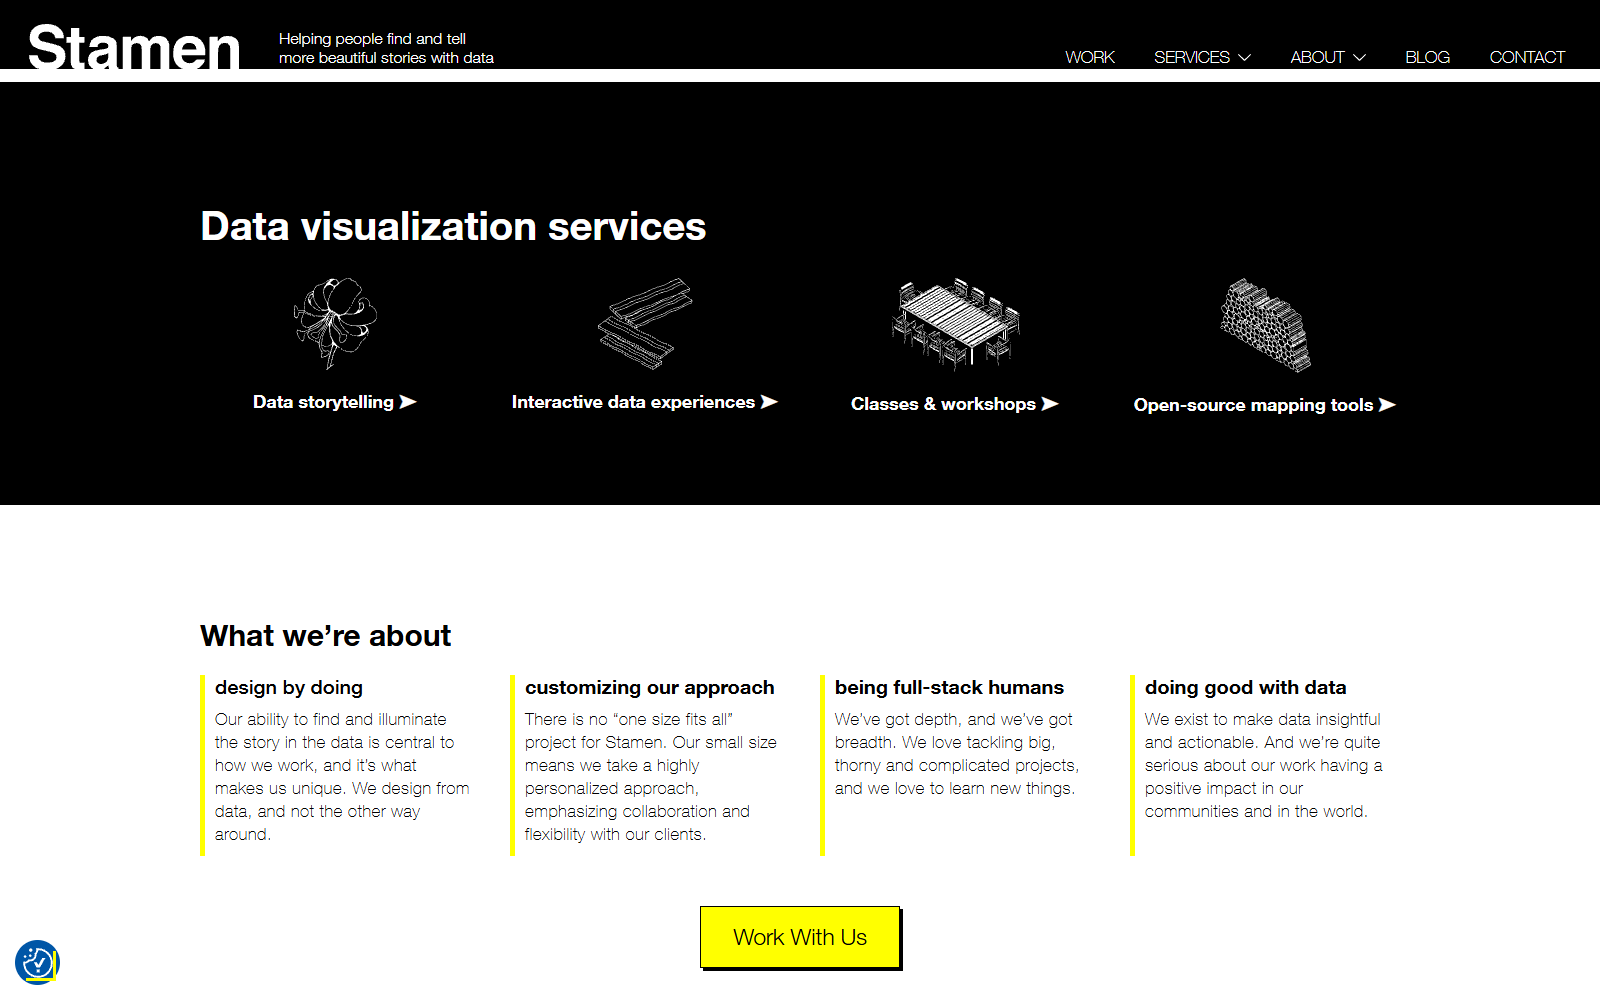 Stamen
Helping people find and tell
more beautiful stories with data
WORK
SERVICES
ABOUT
BLOG
CONTACT
Data visualization services
Data storytelling ➤
Interactive data experiences ➤
Classes & workshops ➤
Open-source mapping tools ➤
What we’re about
design by doing
Our ability to find and illuminate
the story in the data is central to
how we work, and it’s what
makes us unique. We design from
data, and not the other way
around.
customizing our approach
There is no “one size fits all”
project for Stamen. Our small size
means we take a highly
personalized approach,
emphasizing collaboration and
flexibility with our clients.
being full-stack humans
We’ve got depth, and we’ve got
breadth. We love tackling big,
thorny and complicated projects,
and we love to learn new things.
doing good with data
We exist to make data insightful
and actionable. And we’re quite
serious about our work having a
positive impact in our
communities and in the world.
Work With Us